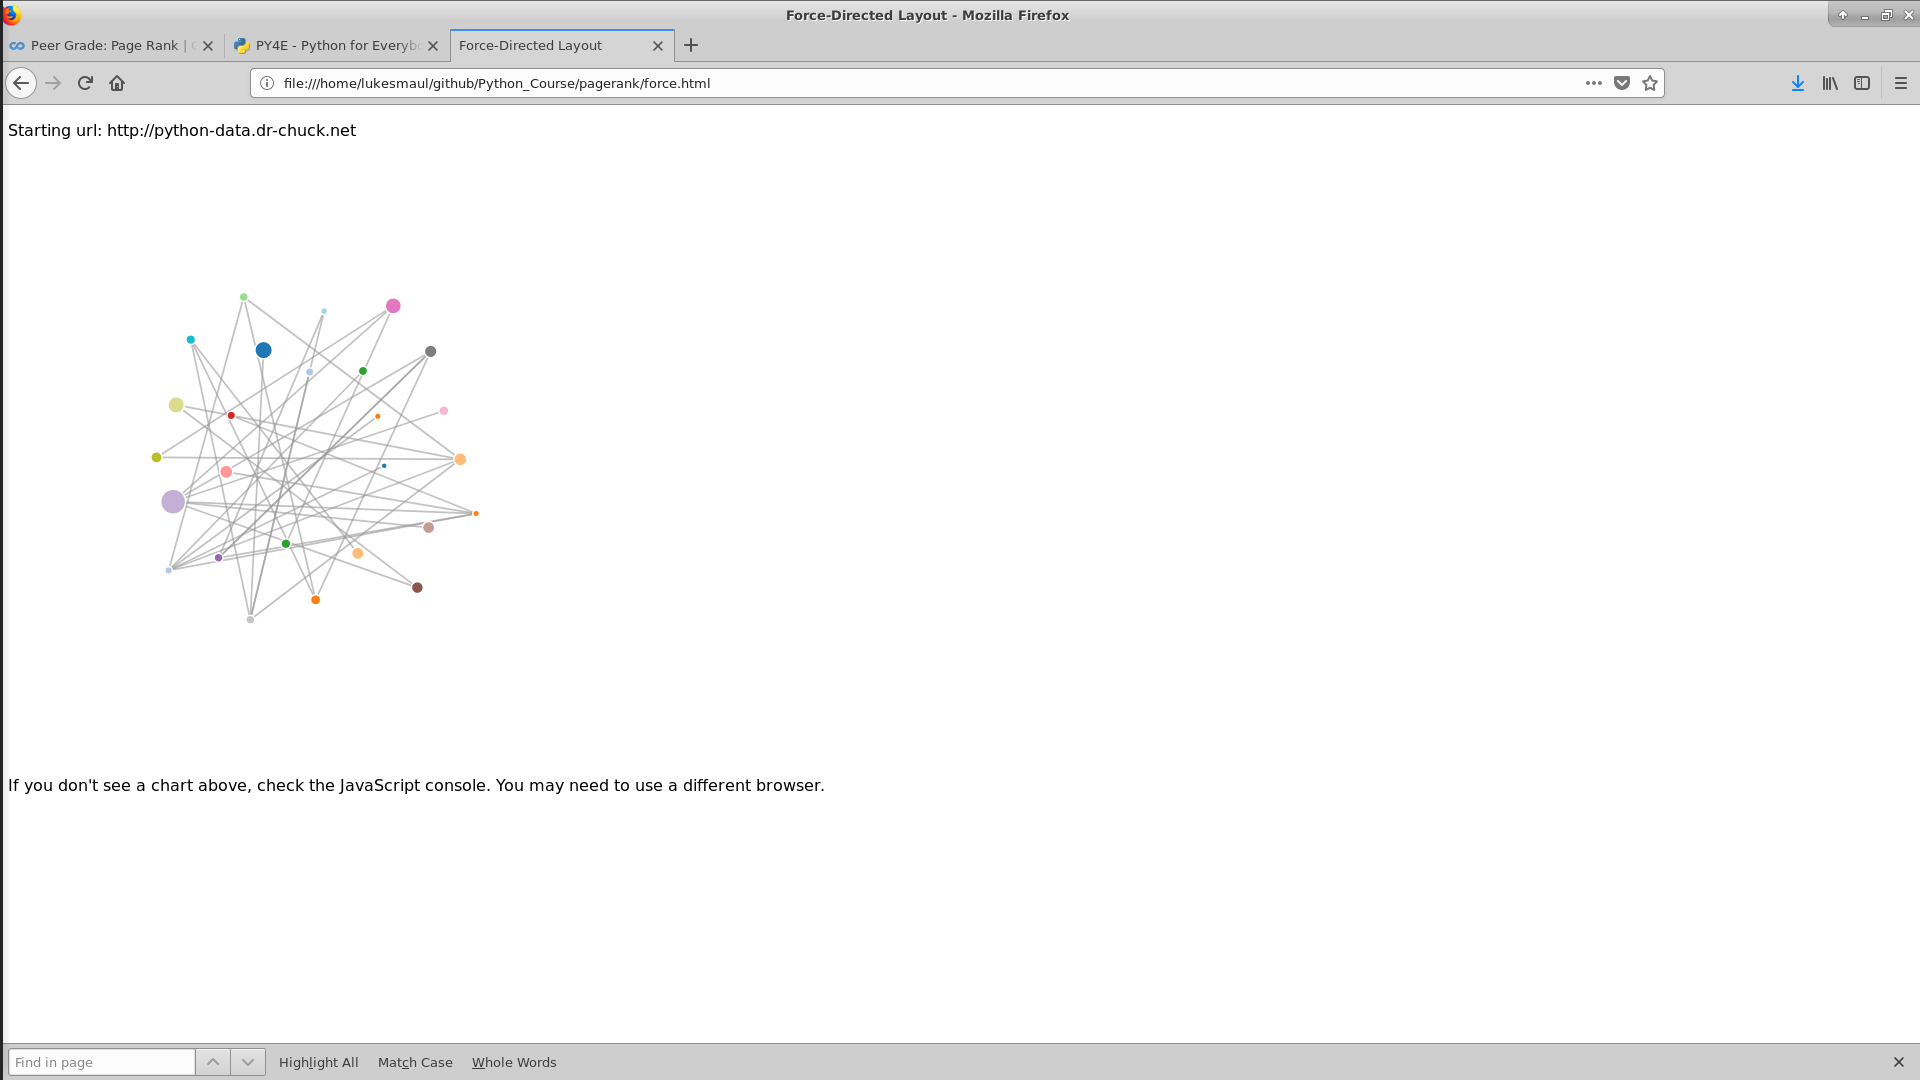 Force-Directed Layout - Mozilla Firefox
Peer Grade: Page Rank |
PY4E - Python for Everyb
Force-Directed Layout
file:///home/lukesmaul/github/Python_Course/pagerank/force.html
Starting url: http://python-data.dr-chuck.net
If you don't see a chart above, check the JavaScript console. You may need to use a different browser.
Find in page
Highlight All
Match Case
Whole Words